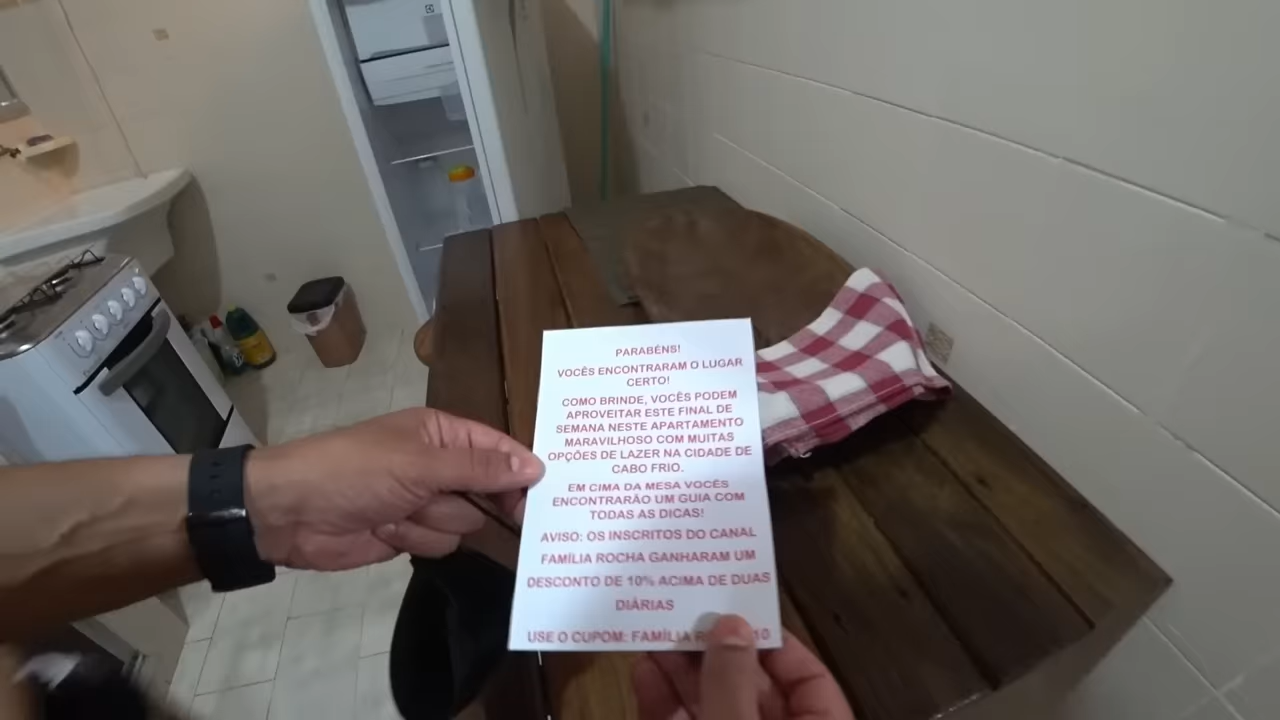 PARABÉNS!
VOCÊS ENCONTRARAM O LUGAR
CERTO!
COMO BRINDE, VOCÊS PODEM
APROVEITAR ESTE FINAL DE
SEMANA NESTE APARTAMENTO
MARAVILHOSO COM MUITAS
OPÇÕES DE LAZER NA CIDADE DE
CABO FRIO.
EM CIMA DA MESA VOCÊS
ENCONTRARÃO UM GUIA COM
TODAS AS DICAS!
AVISO: OS INSCRITOS DO CANAL
FAMÍLIA ROCHA GANHARAM UM
DESCONTO DE 10% ACIMA DE DUAS
DIÁRIAS
USE O CUPOM: FAMÍLIA